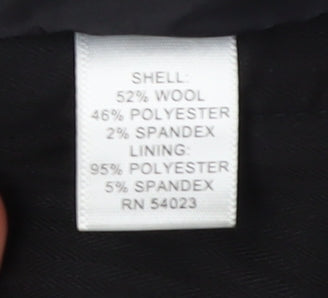 SHELL:
52% WOOL
46% POLYESTER
2% SPANDEX
LINING:
95% POLYESTER
5% SPANDEX
RN 54023